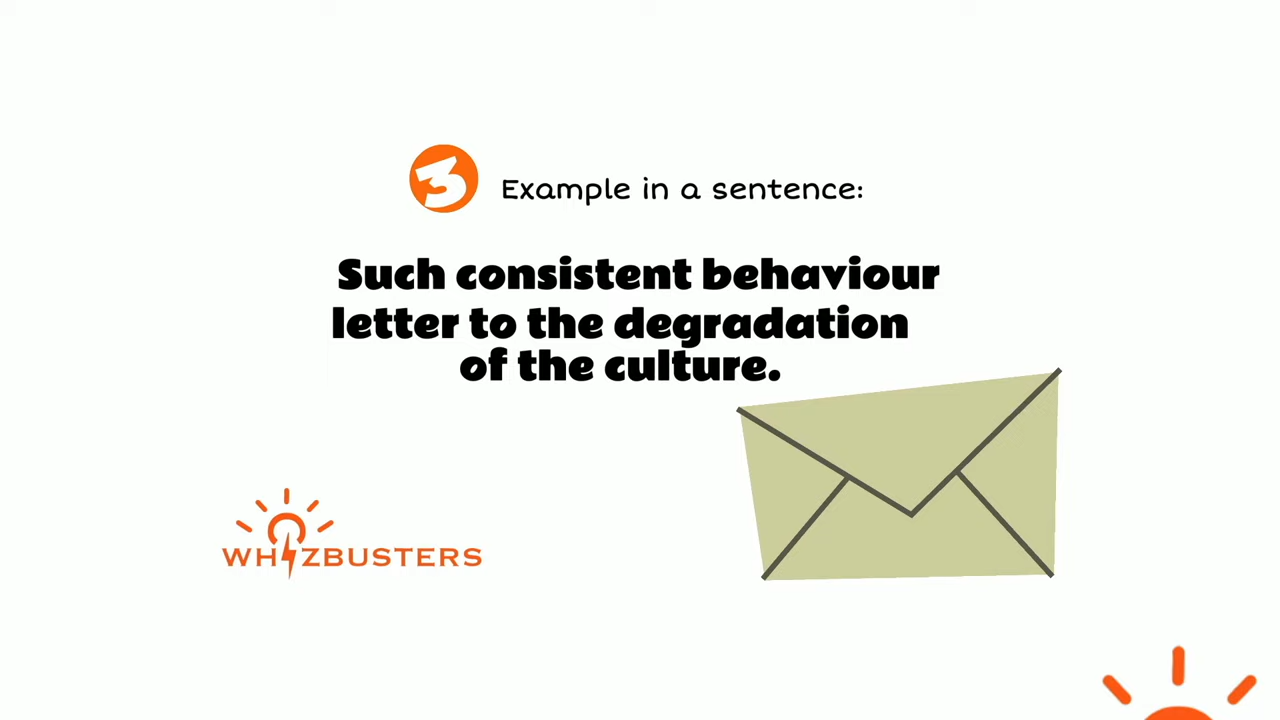 3 Example in a sentence:
Such consistent behaviour
letter to the degradation
of the culture.
WHIZBUSTERS